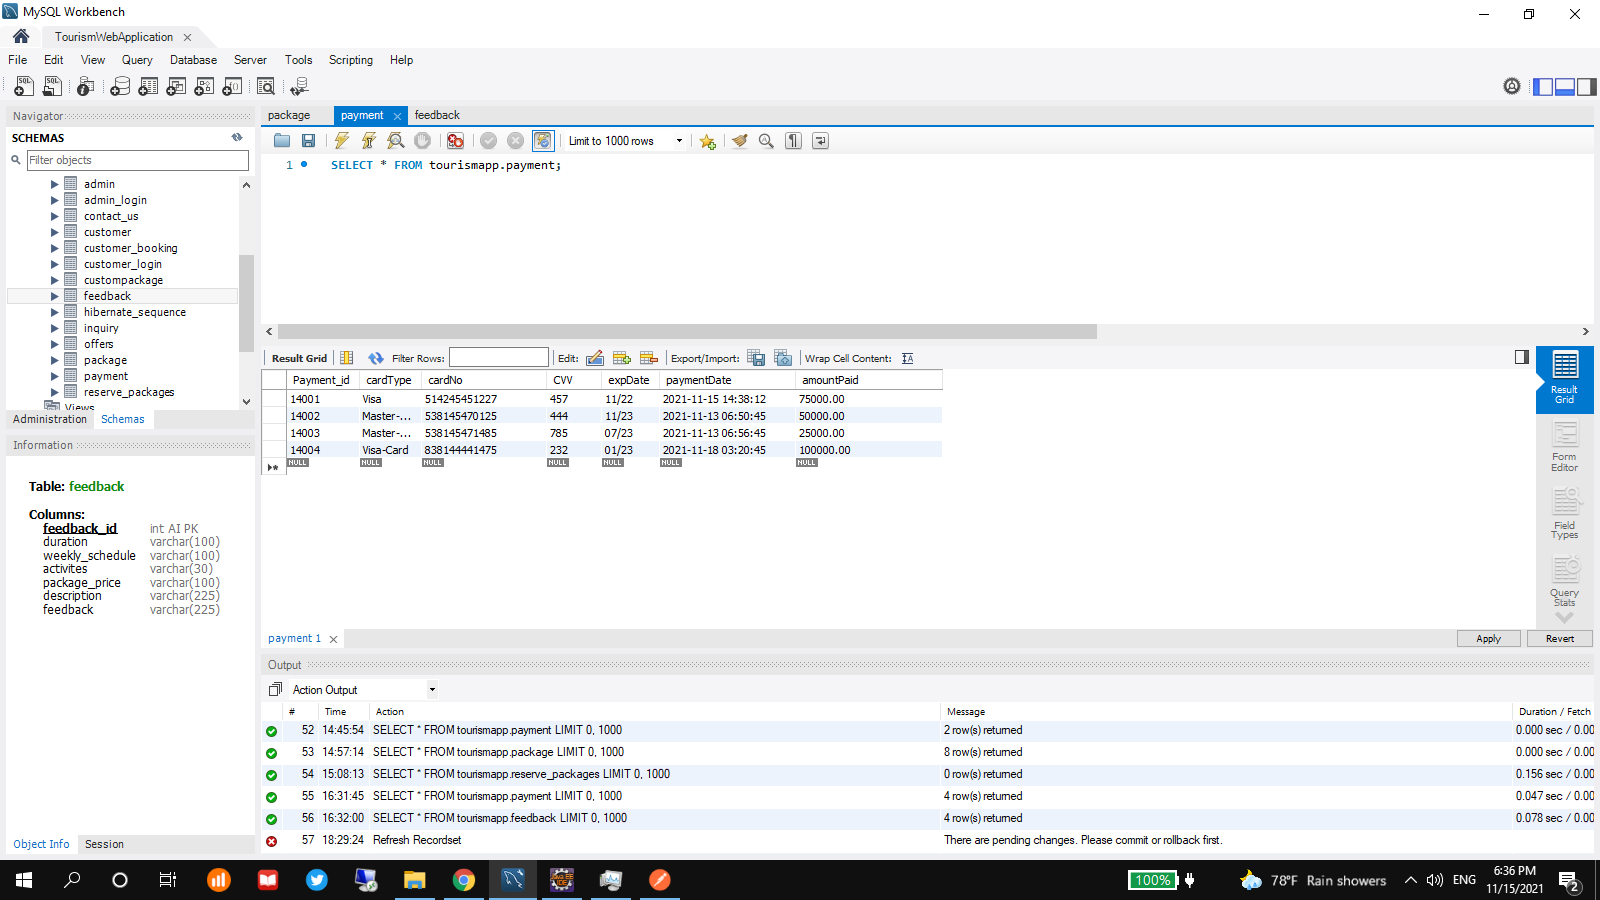 MySQL Workbench
TourismWebApplication
File Edit View Query Database Server Tools Scripting Help
Navigator
SCHEMAS
Filter objects
admin
admin_login
contact_us
customer
customer_booking
customer_login
custompackage
feedback
hibernate_sequence
inquiry
offers
package
payment
reserve_packages
Views
Administration Schemas
Information
Table: feedback
Columns:
feedback_id int AI PK
duration varchar(100)
weekly_schedule varchar(100)
activites varchar(30)
package_price varchar(100)
description varchar(225)
feedback varchar(225)
Object Info Session
package payment feedback
Limit to 1000 rows
1 SELECT * FROM tourismapp.payment;
Result Grid Filter Rows: Edit: Export/Import: Wrap Cell Content:
Payment_id cardType cardNo CVV expDate paymentDate amountPaid
14001 Visa 514245451227 457 11/22 2021-11-15 14:38:12 75000.00
14002 Master-... 538145470125 444 11/23 2021-11-13 06:50:45 50000.00
14003 Master-... 538145471485 785 07/23 2021-11-13 06:56:45 25000.00
14004 Visa-Card 838144441475 232 01/23 2021-11-18 03:20:45 100000.00
NULL NULL NULL NULL NULL NULL NULL
Result
Grid
Form
Editor
Field
Types
Query
Stats
payment 1
Apply Revert
Output
Action Output
# Time Action Message Duration / Fetch
52 14:45:54 SELECT * FROM tourismapp.payment LIMIT 0, 1000 2 row(s) returned 0.000 sec / 0.00
53 14:57:14 SELECT * FROM tourismapp.package LIMIT 0, 1000 8 row(s) returned 0.000 sec / 0.00
54 15:08:13 SELECT * FROM tourismapp.reserve_packages LIMIT 0, 1000 0 row(s) returned 0.156 sec / 0.00
55 16:31:45 SELECT * FROM tourismapp.payment LIMIT 0, 1000 4 row(s) returned 0.047 sec / 0.00
56 16:32:00 SELECT * FROM tourismapp.feedback LIMIT 0, 1000 4 row(s) returned 0.078 sec / 0.00
57 18:29:24 Refresh Recordset There are pending changes. Please commit or rollback first.
100% 78°F Rain showers ENG
6:36 PM
11/15/2021
2